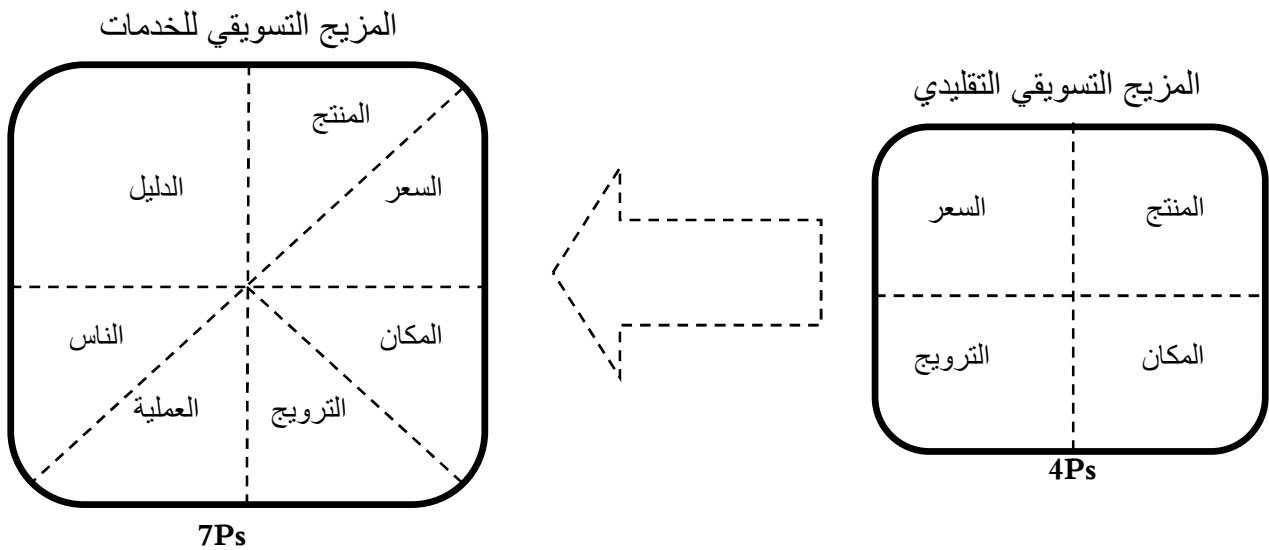 المزيج التسويقي التقليدي
المنتج
السعر
المكان
الترويج
4Ps
المزيج التسويقي للخدمات
المنتج
السعر
الدليل
المكان
الناس
الترويج
العملية
7Ps